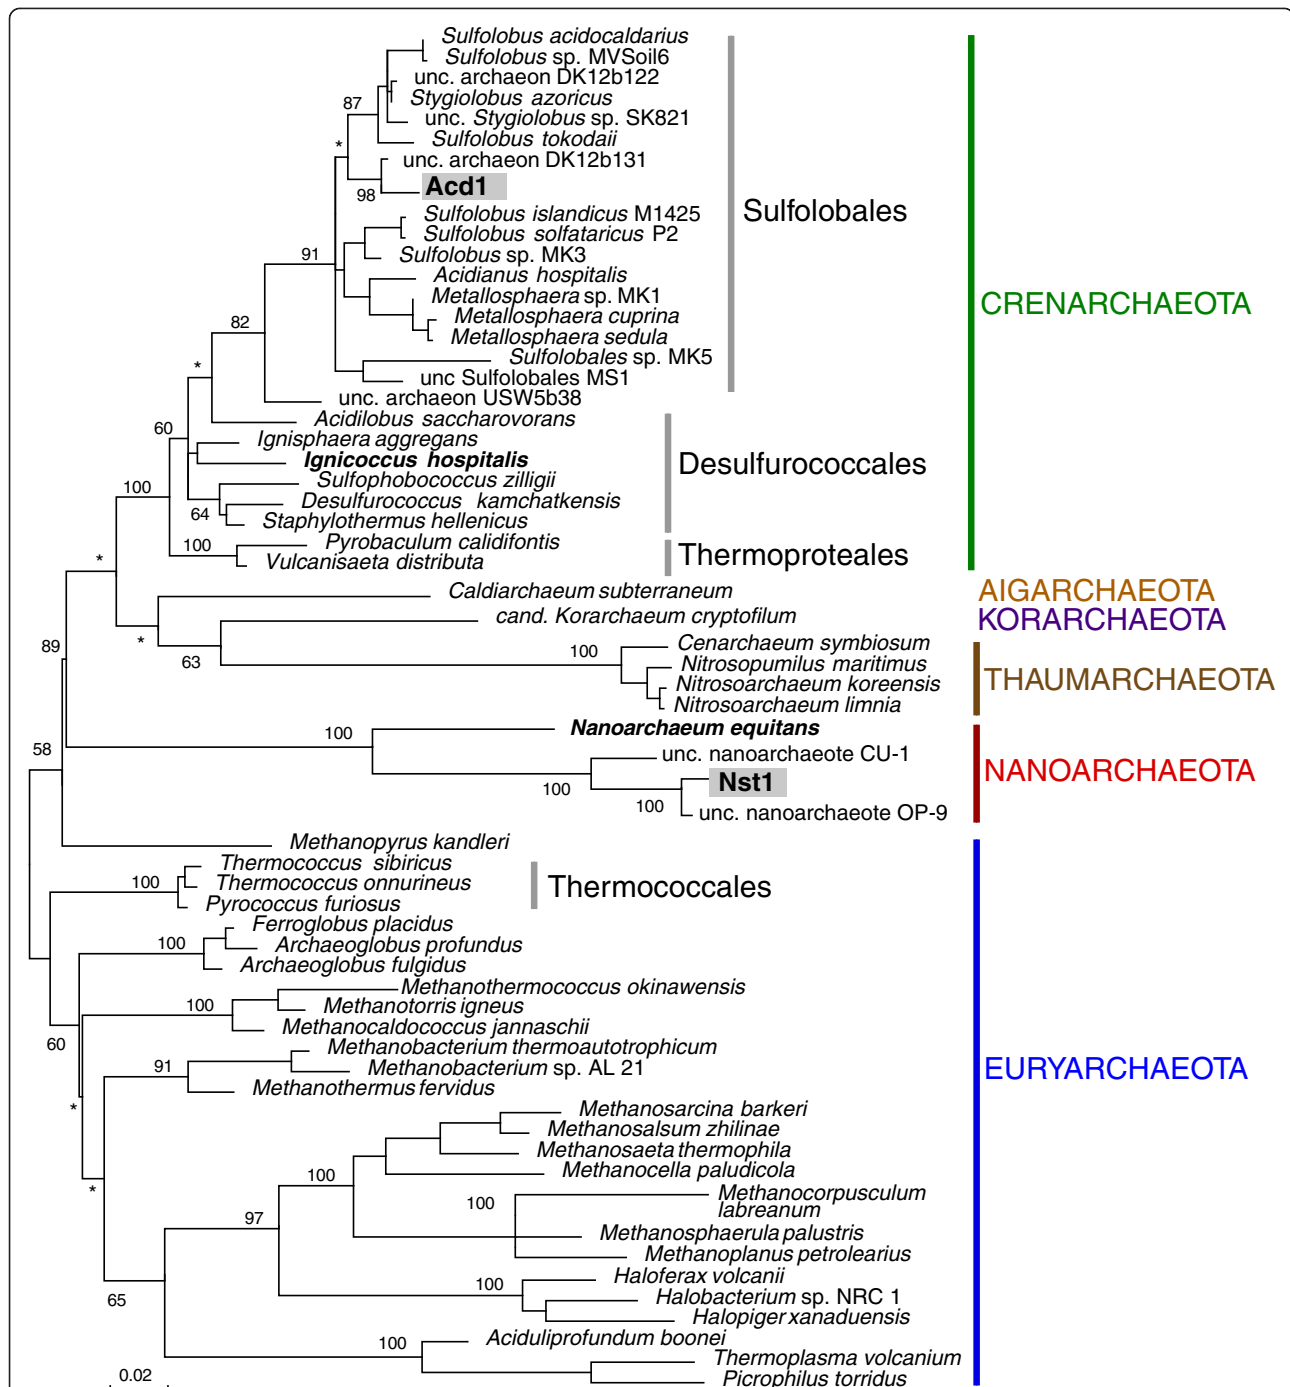 Sulfolobus acidocaldarius
Sulfolobus sp. MVSoil6
unc. archaeon DK12b122
87
Stygiolobus azoricus
unc. Stygiolobus sp. SK821
Sulfolobus tokodaii
*
unc. archaeon DK12b131
98
Acd1
Sulfolobales
Sulfolobus islandicus M1425
Sulfolobus solfataricus P2
91
Sulfolobus sp. MK3
Acidianus hospitalis
Metallosphaera sp. MK1
CRENARCHAEOTA
Metallosphaera cuprina
82
Metallosphaera sedula
Sulfolobales sp. MK5
*
unc Sulfolobales MS1
unc. archaeon USW5b38
Acidilobus saccharovorans
60
Ignisphaera aggregans
Ignicoccus hospitalis
Desulfurococcales
Sulfophobococcus zilligii
100
Desulfurococcus kamchatkensis
64
Staphylothermus hellenicus
100
Pyrobaculum calidifontis
*
Vulcanisaeta distributa
Thermoproteales
Caldiarchaeum subterraneum
AIGARCHAEOTA
cand. Korarchaeum cryptofilum
KORARCHAEOTA
*
89
63
100
Cenarchaeum symbiosum
Nitrosopumilus maritimus
THAUMARCHAEOTA
Nitrosoarchaeum koreensis
Nitrosoarchaeum limnia
Nanoarchaeum equitans
100
58
unc. nanoarchaeote CU-1
NANOARCHAEOTA
100
Nst1
100
unc. nanoarchaeote OP-9
Methanopyrus kandleri
Thermococcus sibiricus
100
Thermococcus onnurineus
Thermococcales
Pyrococcus furiosus
Ferroglobus placidus
100
Archaeoglobus profundus
Archaeoglobus fulgidus
Methanothermococcus okinawensis
100
Methanotorris igneus
Methanocaldococcus jannaschii
60
Methanobacterium thermoautotrophicum
91
Methanobacterium sp. AL 21
EURYARCHAEOTA
Methanothermus fervidus
*
Methanosarcina barkeri
Methanosalsum zhilinae
Methanosaeta thermophila
100
Methanocella paludicola
*
100
Methanocorpusculum
labreanum
97
Methanosphaerula palustris
Methanoplanus petrolearius
100
Haloferax volcanii
65
Halobacterium sp. NRC 1
Halopiger xanaduensis
100
Aciduliprofundum boonei
Thermoplasma volcanium
0.02
Picrophilus torridus